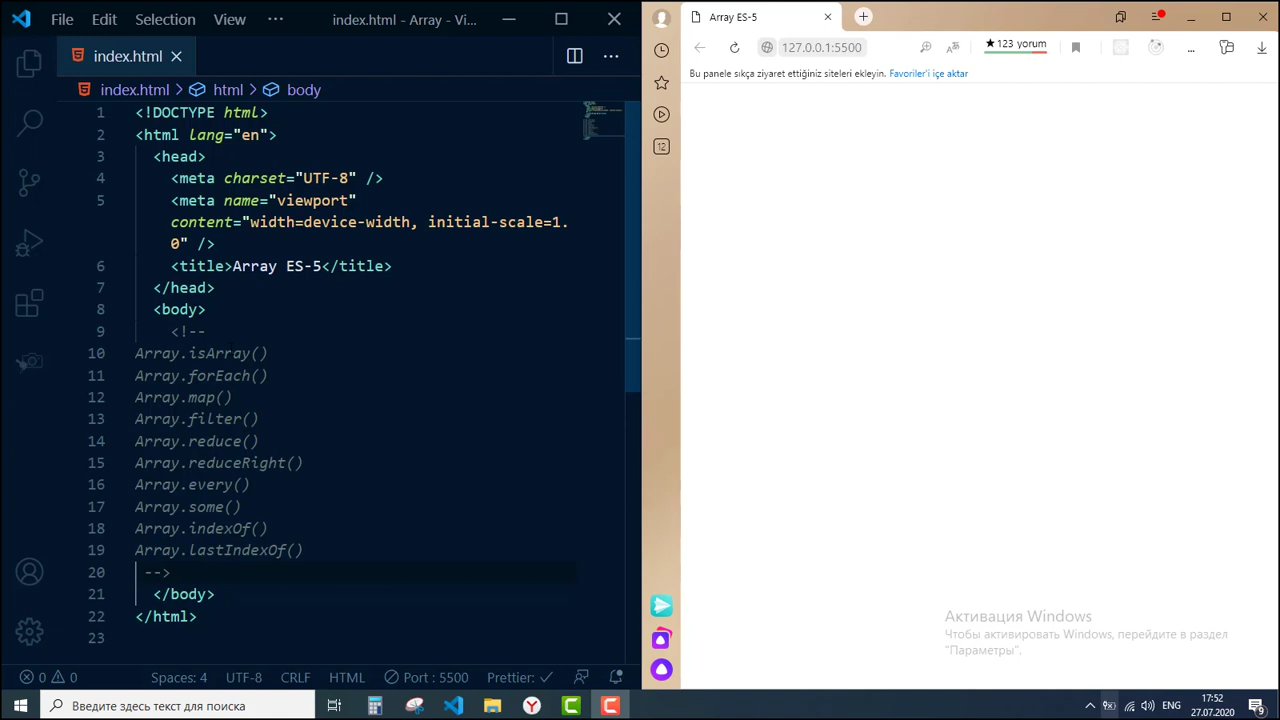 File Edit Selection View ··· index.html - Array - Vi...
index.html
index.html > html > body
1 <!DOCTYPE html>
2 <html lang="en">
3 <head>
4 <meta charset="UTF-8" />
5 <meta name="viewport"
content="width=device-width, initial-scale=1.
0" />
6 <title>Array ES-5</title>
7 </head>
8 <body>
9 <!--
10 Array.isArray()
11 Array.forEach()
12 Array.map()
13 Array.filter()
14 Array.reduce()
15 Array.reduceRight()
16 Array.every()
17 Array.some()
18 Array.indexOf()
19 Array.lastIndexOf()
20 -->
21 </body>
22 </html>
23
0 0 Spaces: 4 UTF-8 CRLF HTML Port : 5500 Prettier: ✓
Array ES-5
127.0.0.1:5500 ★123 yorum ...
Bu panele sıkça ziyaret ettiğiniz siteleri ekleyin. Favoriler'i içe aktar
12
Активация Windows
Чтобы активировать Windows, перейдите в раздел
"Параметры".
Введите здесь текст для поиска
ENG 17:52
27.07.2020
9